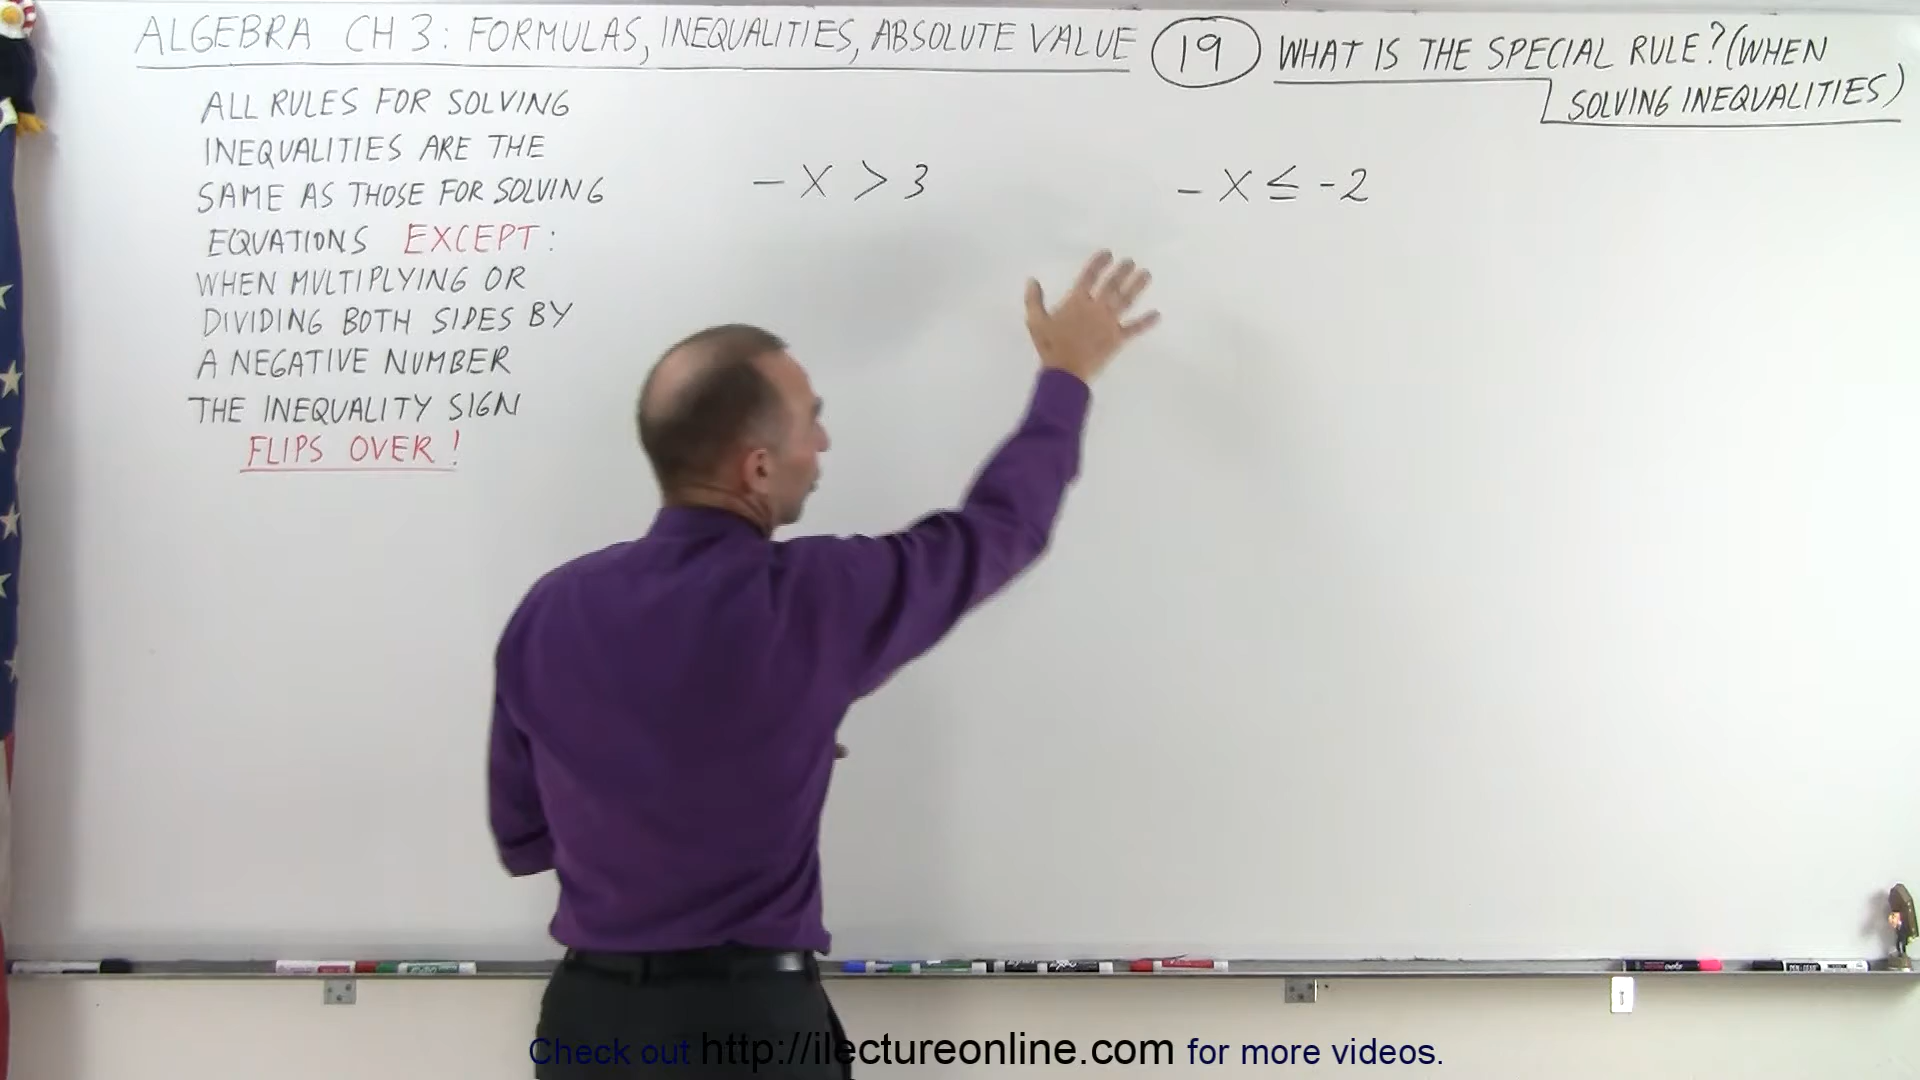 ALGEBRA CH 3: FORMULAS, INEQUALITIES, ABSOLUTE VALUE
19
WHAT IS THE SPECIAL RULE? (WHEN
SOLVING INEQUALITIES)
ALL RULES FOR SOLVING
INEQUALITIES ARE THE
SAME AS THOSE FOR SOLVING
EQUATIONS EXCEPT:
WHEN MULTIPLYING OR
DIVIDING BOTH SIDES BY
A NEGATIVE NUMBER
THE INEQUALITY SIGN
FLIPS OVER!
- X > 3
- X ≤ -2
Check out http://ilectureonline.com for more videos.